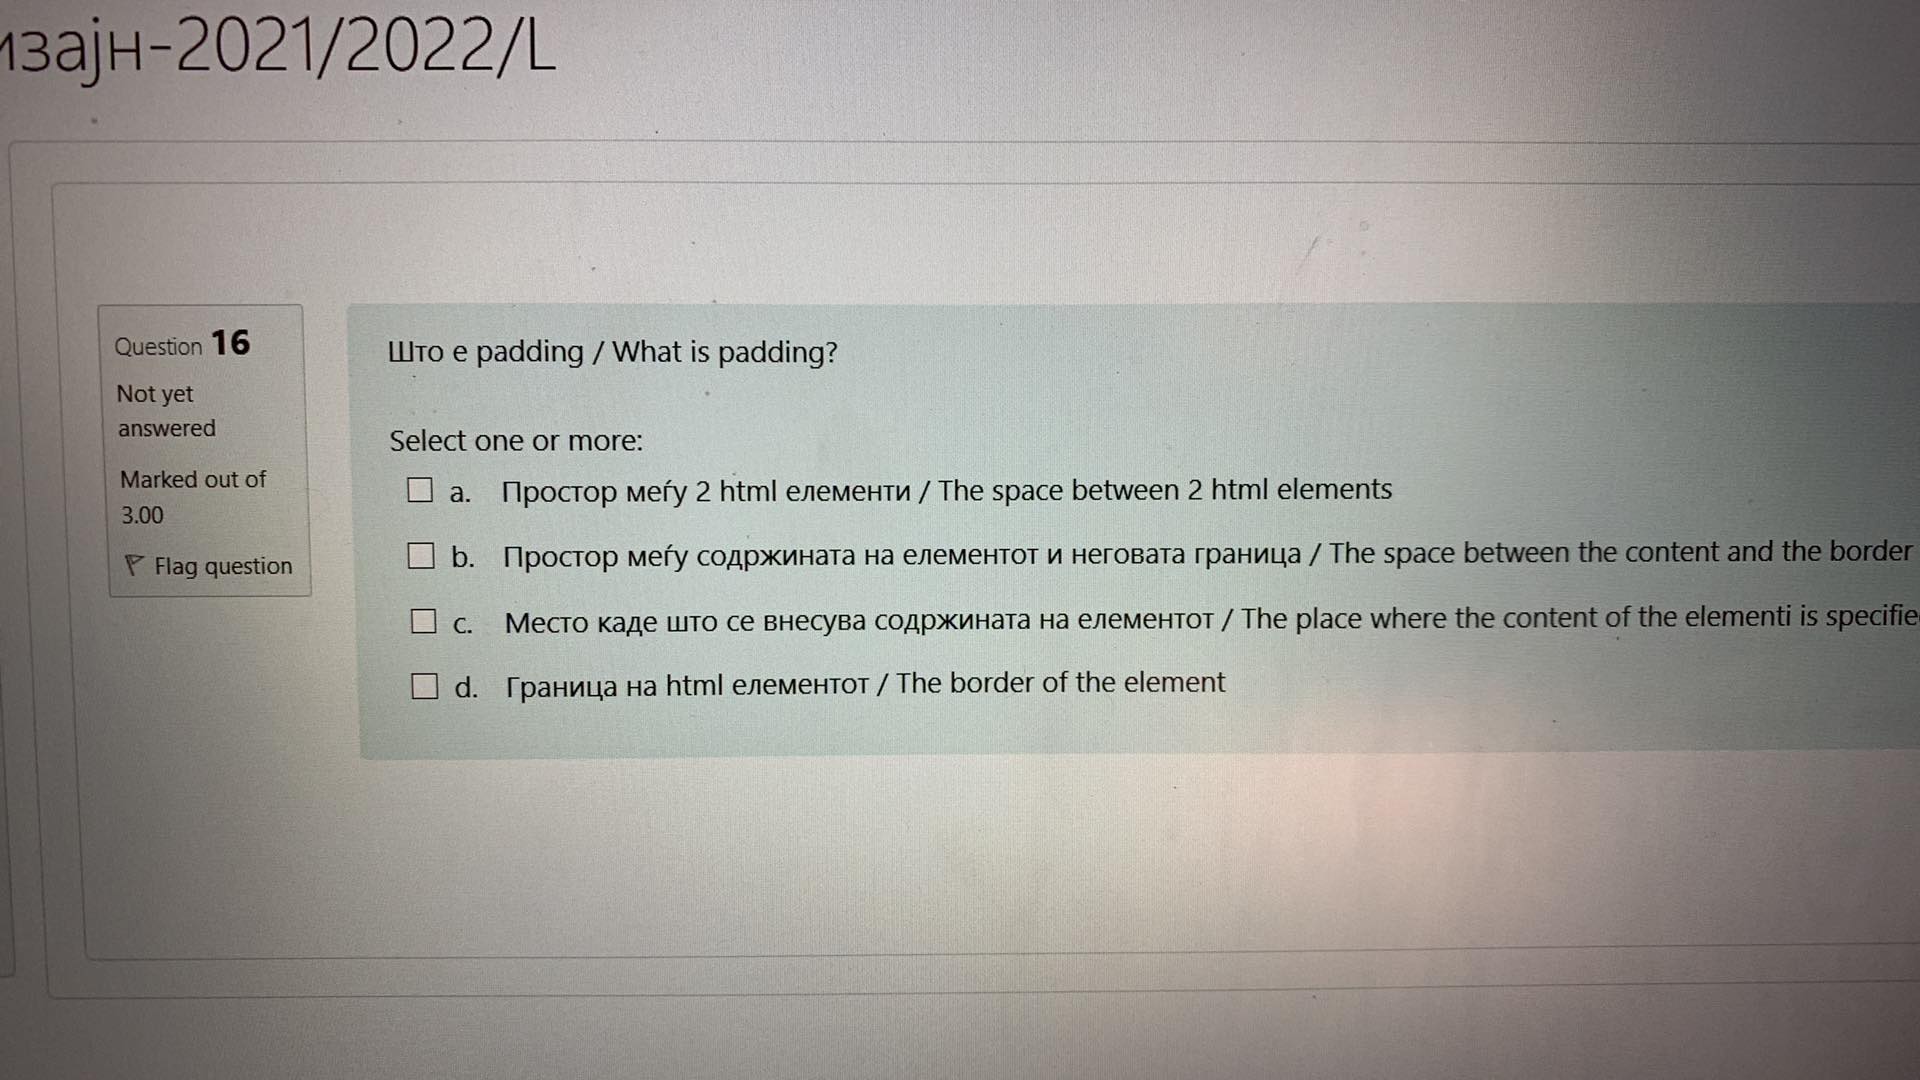 изајн-2021/2022/L
Question 16
Not yet
answered
Marked out of
3.00
Flag question
Што е padding / What is padding?
Select one or more:
a. Простор меѓу 2 html елементи / The space between 2 html elements
b. Простор меѓу содржината на елементот и неговата граница / The space between the content and the border
c. Место каде што се внесува содржината на елементот / The place where the content of the elementi is specifie
d. Граница на html елементот / The border of the element